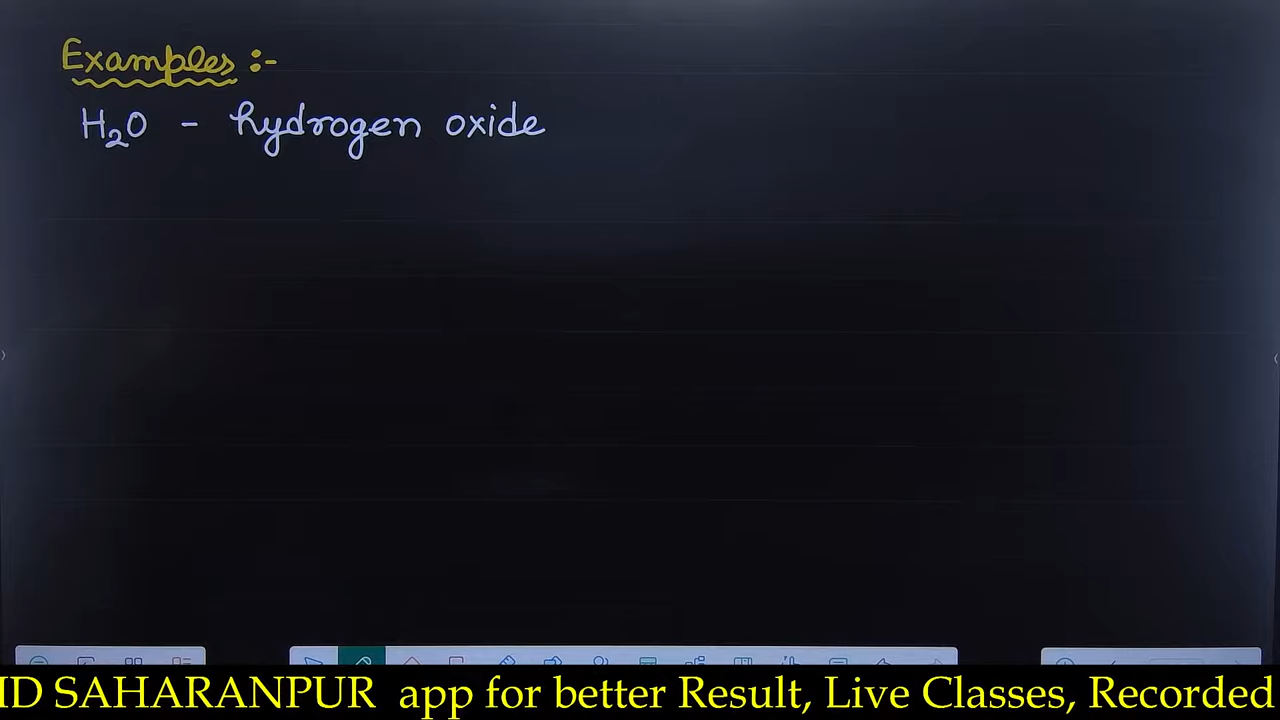 Examples :-
H₂O - hydrogen oxide
ID SAHARANPUR app for better Result, Live Classes, Recorded